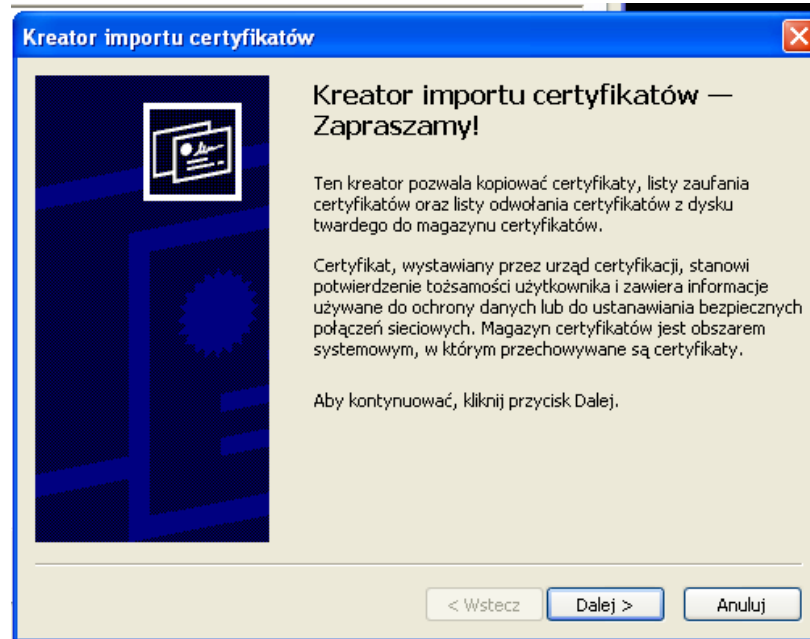 Kreator importu certyfikatów
Kreator importu certyfikatów —
Zapraszamy!
Ten kreator pozwala kopiować certyfikaty, listy zaufania
certyfikatów oraz listy odwołania certyfikatów z dysku
twardego do magazynu certyfikatów.
Certyfikat, wystawiany przez urząd certyfikacji, stanowi
potwierdzenie tożsamości użytkownika i zawiera informacje
używane do ochrony danych lub do ustanawiania bezpiecznych
połączeń sieciowych. Magazyn certyfikatów jest obszarem
systemowym, w którym przechowywane są certyfikaty.
Aby kontynuować, kliknij przycisk Dalej.
< Wstecz Dalej > Anuluj